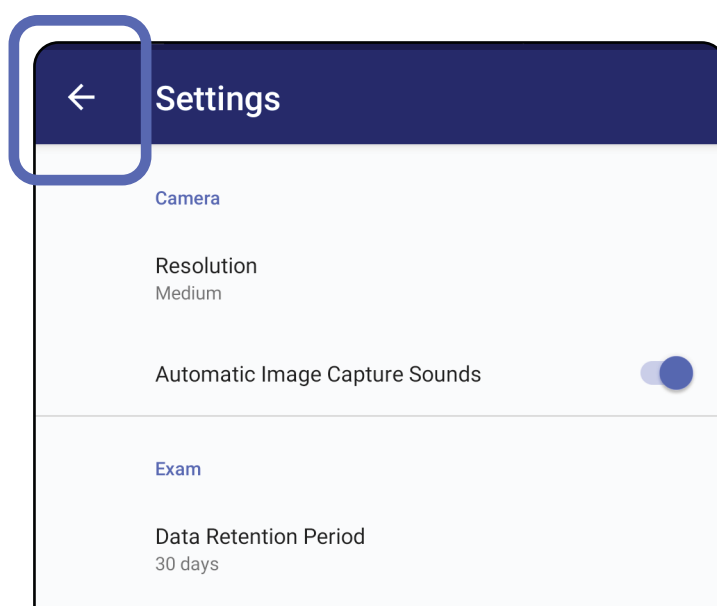 Settings
Camera
Resolution
Medium
Automatic Image Capture Sounds
Exam
Data Retention Period
30 days